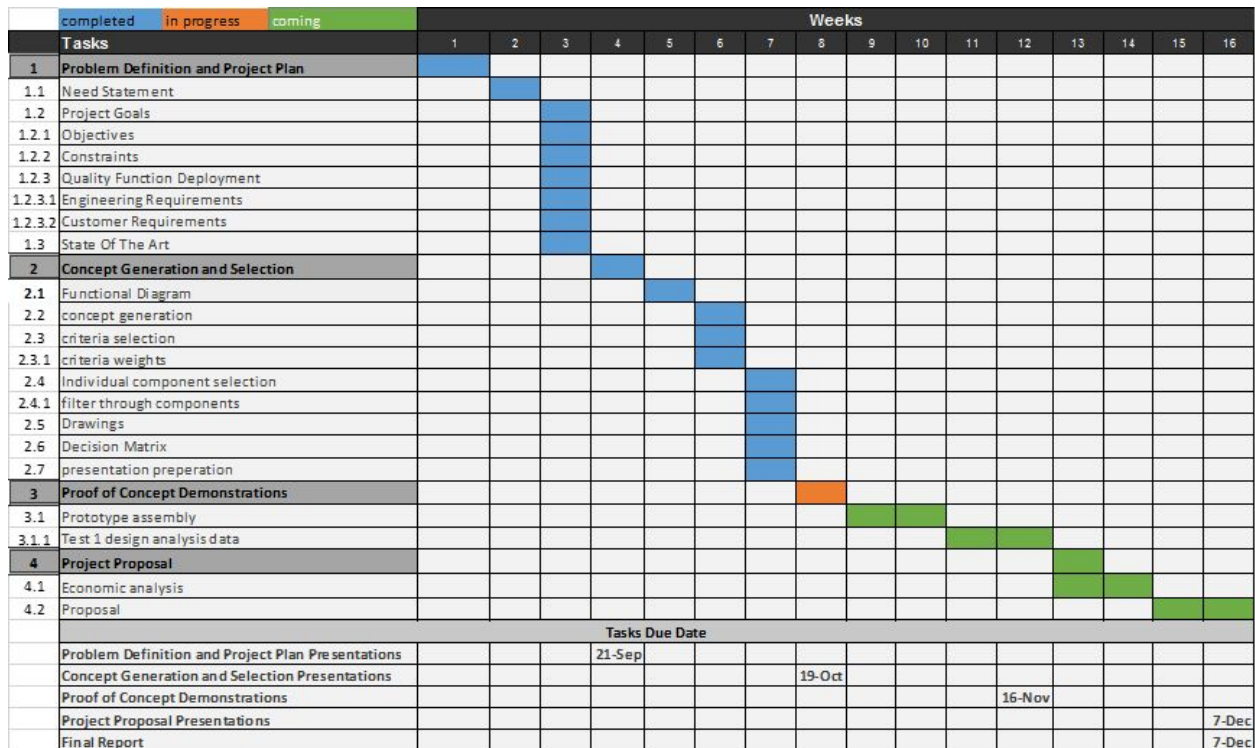 completed in progress coming Weeks
Tasks 1 2 3 4 5 6 7 8 9 10 11 12 13 14 15 16
1 Problem Definition and Project Plan
1.1 Need Statement
1.2 Project Goals
1.2.1 Objectives
1.2.2 Constraints
1.2.3 Quality Function Deployment
1.2.3.1 Engineering Requirements
1.2.3.2 Customer Requirements
1.3 State Of The Art
2 Concept Generation and Selection
2.1 Functional Diagram
2.2 concept generation
2.3 criteria selection
2.3.1 criteria weights
2.4 Individual component selection
2.4.1 filter through components
2.5 Drawings
2.6 Decision Matrix
2.7 presentation preperation
3 Proof of Concept Demonstrations
3.1 Prototype assembly
3.1.1 Test 1 design analysis data
4 Project Proposal
4.1 Economic analysis
4.2 Proposal
Tasks Due Date
Problem Definition and Project Plan Presentations 21-Sep
Concept Generation and Selection Presentations 19-Oct
Proof of Concept Demonstrations 16-Nov
Project Proposal Presentations 7-Dec
Final Report 7-Dec